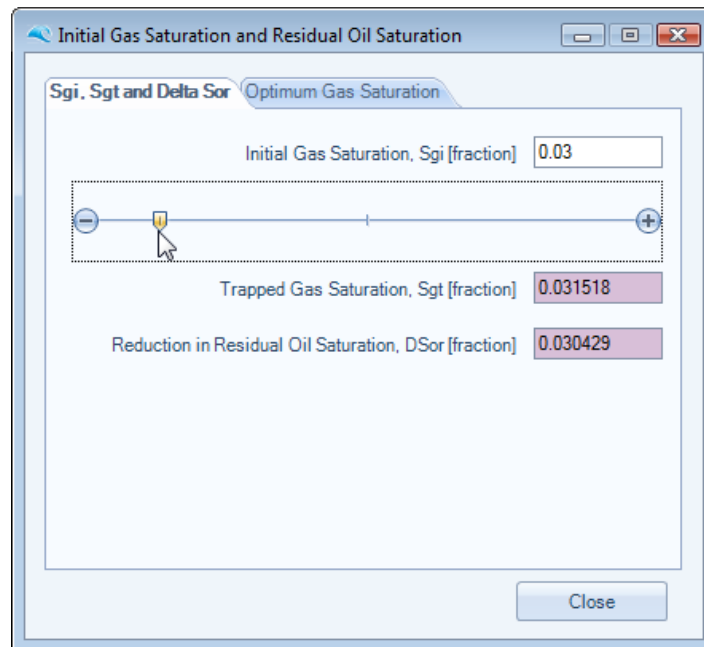 Initial Gas Saturation and Residual Oil Saturation
Sgi, Sgt and Delta Sor Optimum Gas Saturation
Initial Gas Saturation, Sgi [fraction] 0.03
Trapped Gas Saturation, Sgt [fraction] 0.031518
Reduction in Residual Oil Saturation, DSor [fraction] 0.030429
Close